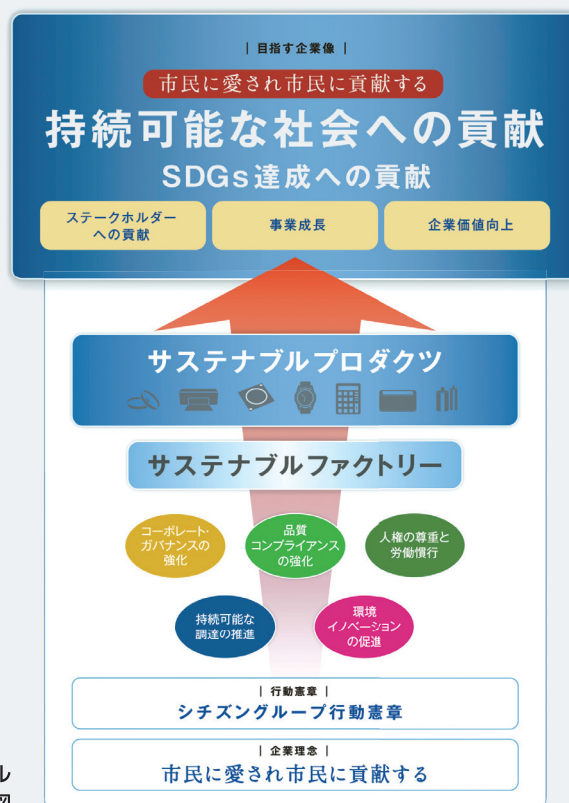 | 目指す企業像 |
市民に愛され市民に貢献する
持続可能な社会への貢献
SDGs達成への貢献
ステークホルダー
への貢献
事業成長
企業価値向上
サステナブルプロダクツ
サステナブルファクトリー
コーポレート・
ガバナンスの
強化
品質
コンプライアンス
の強化
人権の尊重と
労働慣行
持続可能な
調達の推進
環境
イノベーション
の促進
| 行動憲章 |
シチズングループ行動憲章
| 企業理念 |
市民に愛され市民に貢献する
ル